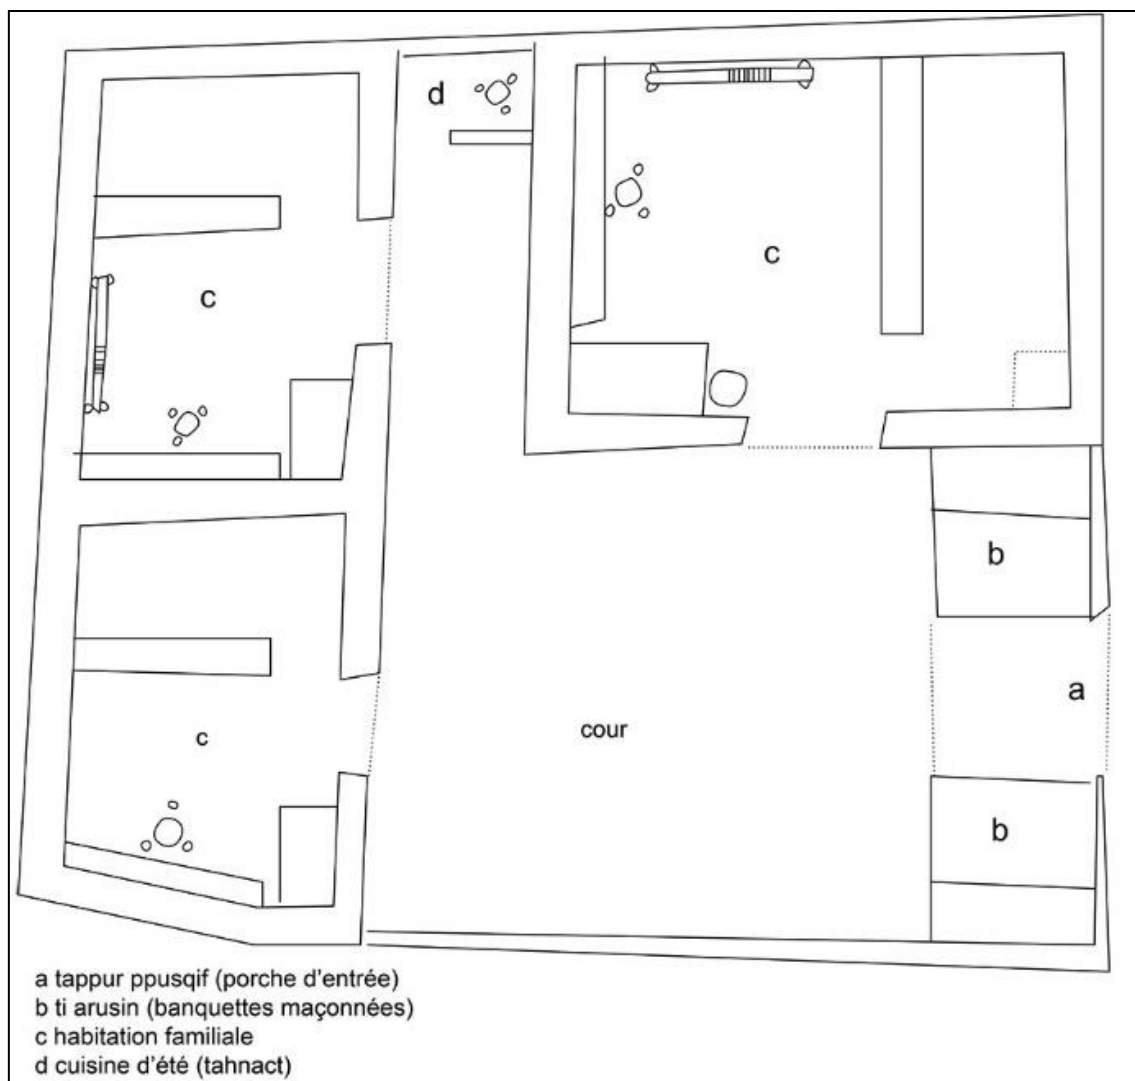 d
c
c
b
a
c
cour
b
a tappur ppusqif (porche d'entrée)
b ti arusin (banquettes maçonnées)
c habitation familiale
d cuisine d'été (tahnact)